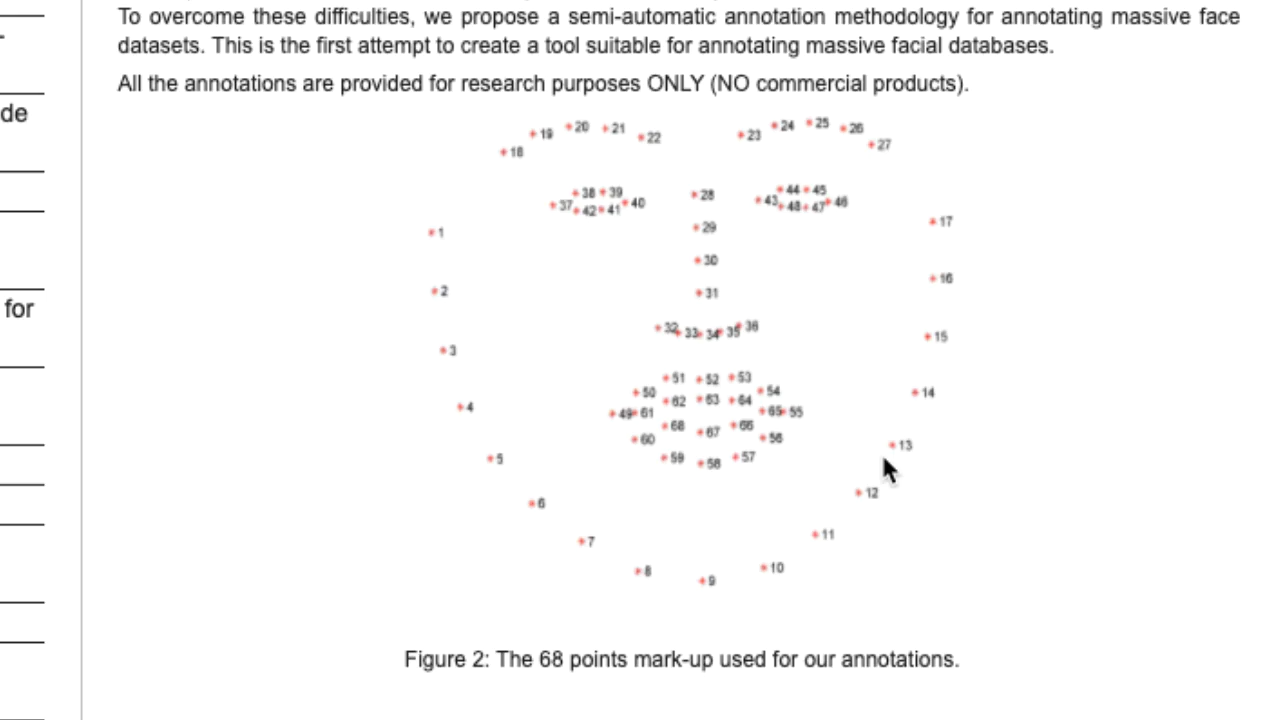 To overcome these difficulties, we propose a semi-automatic annotation methodology for annotating massive face
datasets. This is the first attempt to create a tool suitable for annotating massive facial databases.
All the annotations are provided for research purposes ONLY (NO commercial products).
de
for
20 21 24 25
19 22 23 26
18 27
38 39 44 45
37 42 41 40 28 43 48 47 46
1 29 17
30
2 31 16
32 33 34 35 36
3 15
51 52 53
50 54 14
62 63 64
4 49 61 65 55
68 67 66
60 56 13
59 58 57
5
6 12
7 11
8 10
9
Figure 2: The 68 points mark-up used for our annotations.